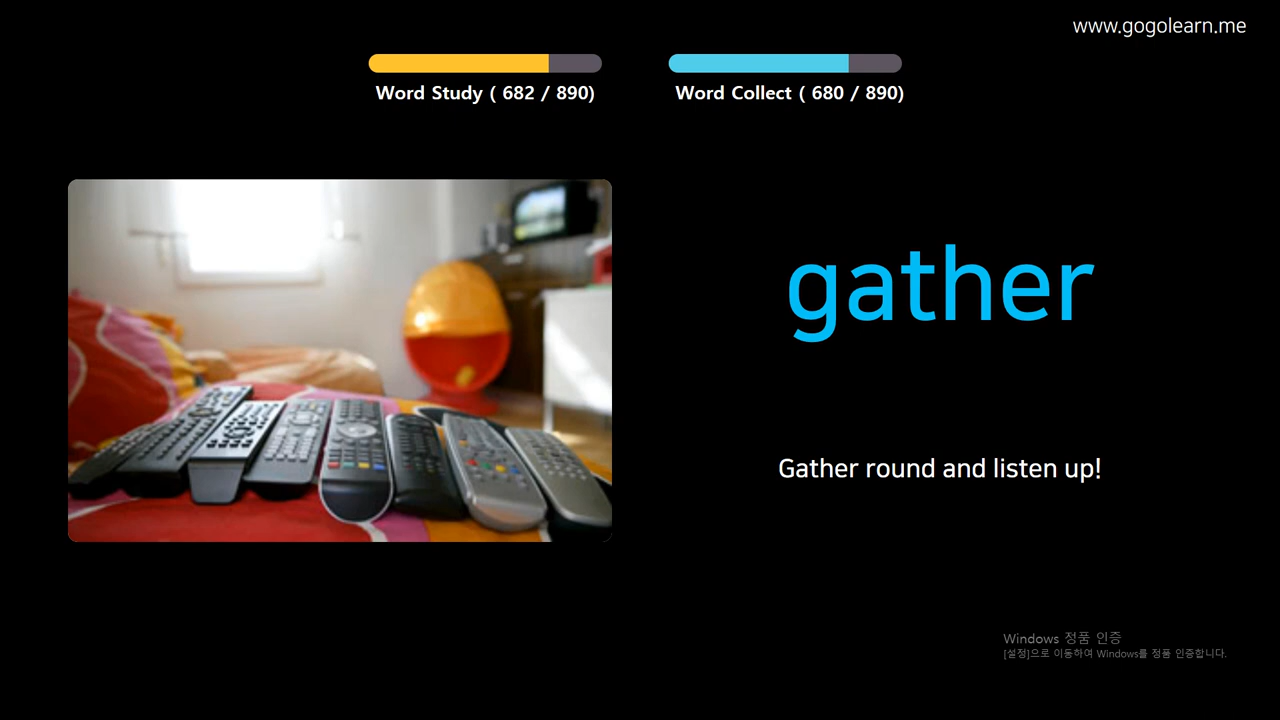 www.gogolearn.me
Word Study ( 682 / 890)
Word Collect ( 680 / 890)
gather
Gather round and listen up!
Windows 정품 인증
[설정]으로 이동하여 Windows를 정품 인증합니다.